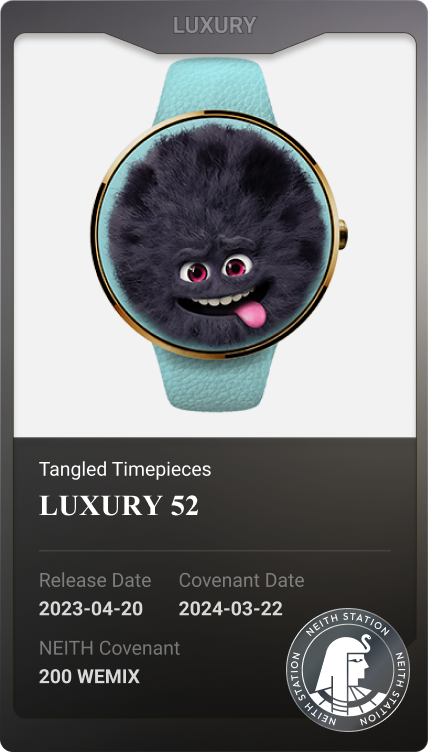 LUXURY
Tangled Timepieces
LUXURY 52
Release Date Covenant Date
2023-04-20 2024-03-22
NEITH Covenant
200 WEMIX
NEITH STATION
NEITH STATION
NEITH STATION